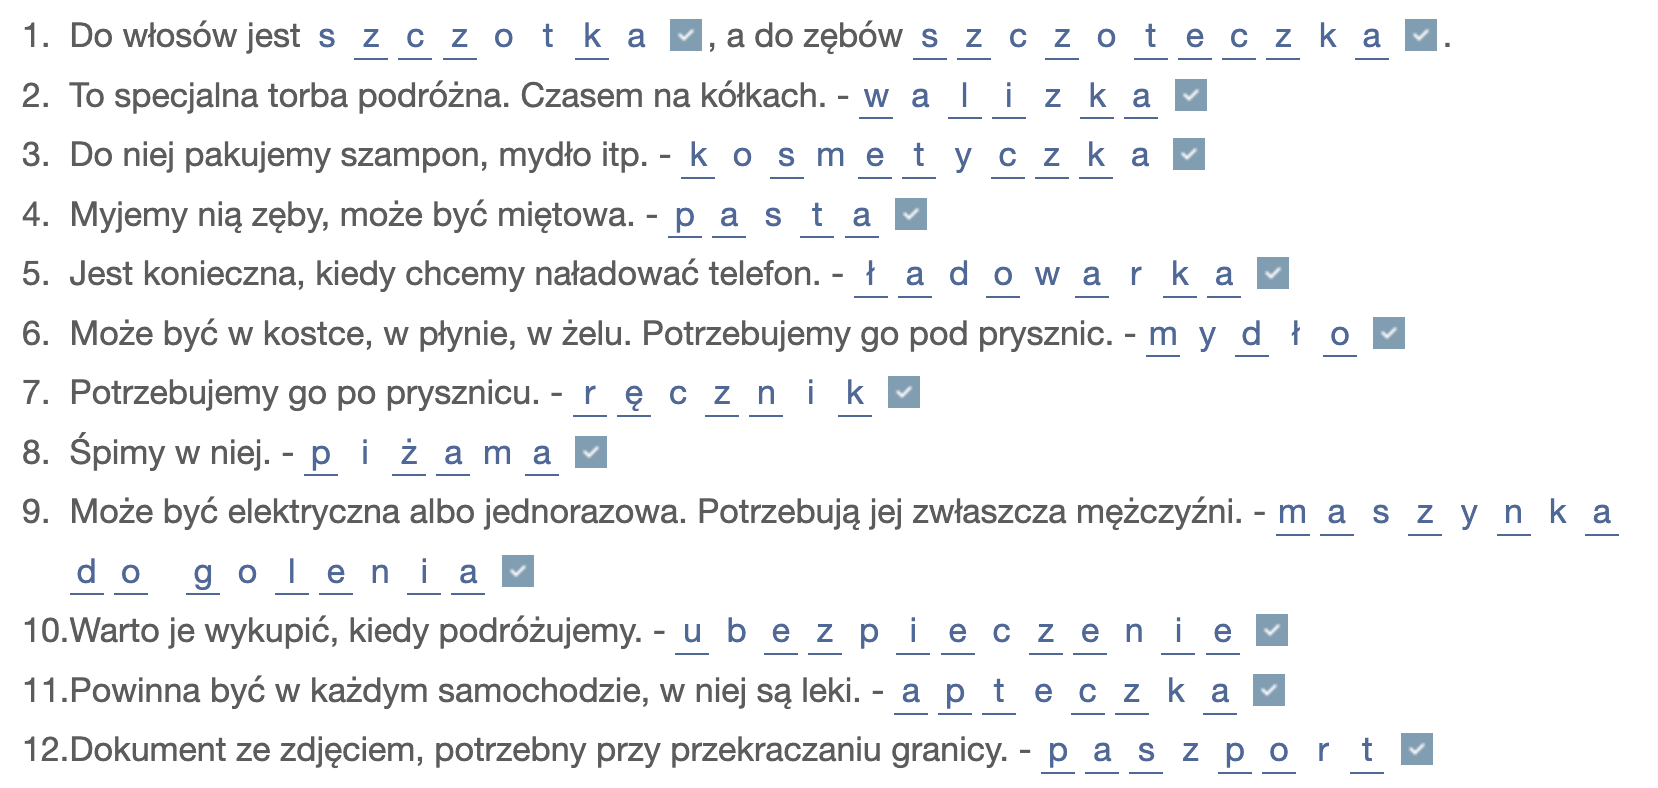 1. Do włosów jest s z c z o t k a, a do zębów s z c z o t e c z k a.
2. To specjalna torba podróżna. Czasem na kółkach. - w a l i z k a
3. Do niej pakujemy szampon, mydło itp. - k o s m e t y c z k a
4. Myjemy nią zęby, może być miętowa. - p a s t a
5. Jest konieczna, kiedy chcemy naładować telefon. - ł a d o w a r k a
6. Może być w kostce, w płynie, w żelu. Potrzebujemy go pod prysznic. - m y d ł o
7. Potrzebujemy go po prysznicu. - r ę c z n i k
8. Śpimy w niej. - p i ż a m a
9. Może być elektryczna albo jednorazowa. Potrzebują jej zwłaszcza mężczyźni. - m a s z y n k a
d o g o l e n i a
10.Warto je wykupić, kiedy podróżujemy. - u b e z p i e c z e n i e
11.Powinna być w każdym samochodzie, w niej są leki. - a p t e c z k a
12.Dokument ze zdjęciem, potrzebny przy przekraczaniu granicy. - p a s z p o r t